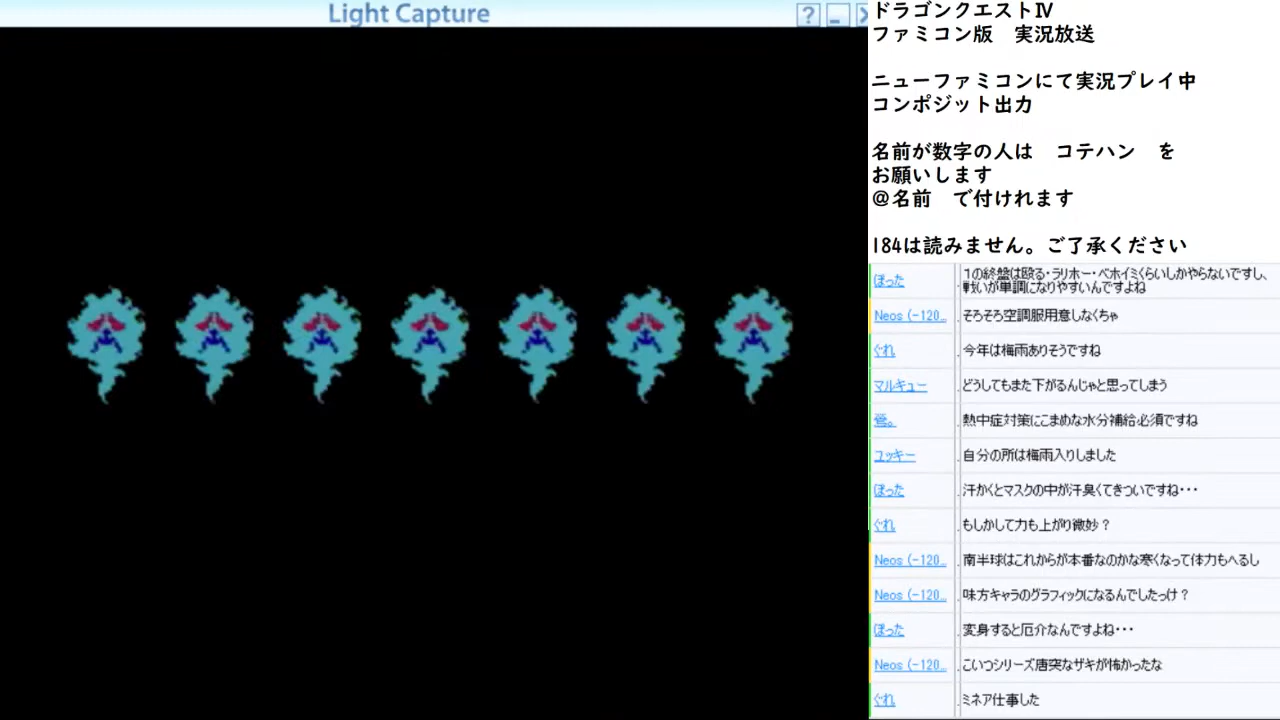 Light Capture
ドラゴンクエストⅣ
ファミコン版　実況放送
ニューファミコンにて実況プレイ中
コンポジット出力
名前が数字の人は　コテハン　を
お願いします
＠名前　で付けれます
184は読みません。ご了承ください
ぽった
1の終盤は殴る・ラリホー・ベホイミくらいしかやらないですし、
戦いが単調になりやすいんですよね
Neos (-120...
そろそろ空調服用意しなくちゃ
ぐれ
今年は梅雨ありそうですね
マルキュー
どうしてもまた下がるんじゃと思ってしまう
鶯。
熱中症対策にこまめな水分補給必須ですね
ユッキー
自分の所は梅雨入りしました
ぽった
汗かくとマスクの中が汗臭くてきついですね・・・
ぐれ
もしかして力も上がり微妙？
Neos (-120...
南半球はこれからが本番なのかな寒くなって体力もへるし
Neos (-120...
味方キャラのグラフィックになるんでしたっけ？
ぽった
変身すると厄介なんですよね・・・
Neos (-120...
こいつシリーズ唐突なザキが怖かったな
ぐれ
ミネア仕事した